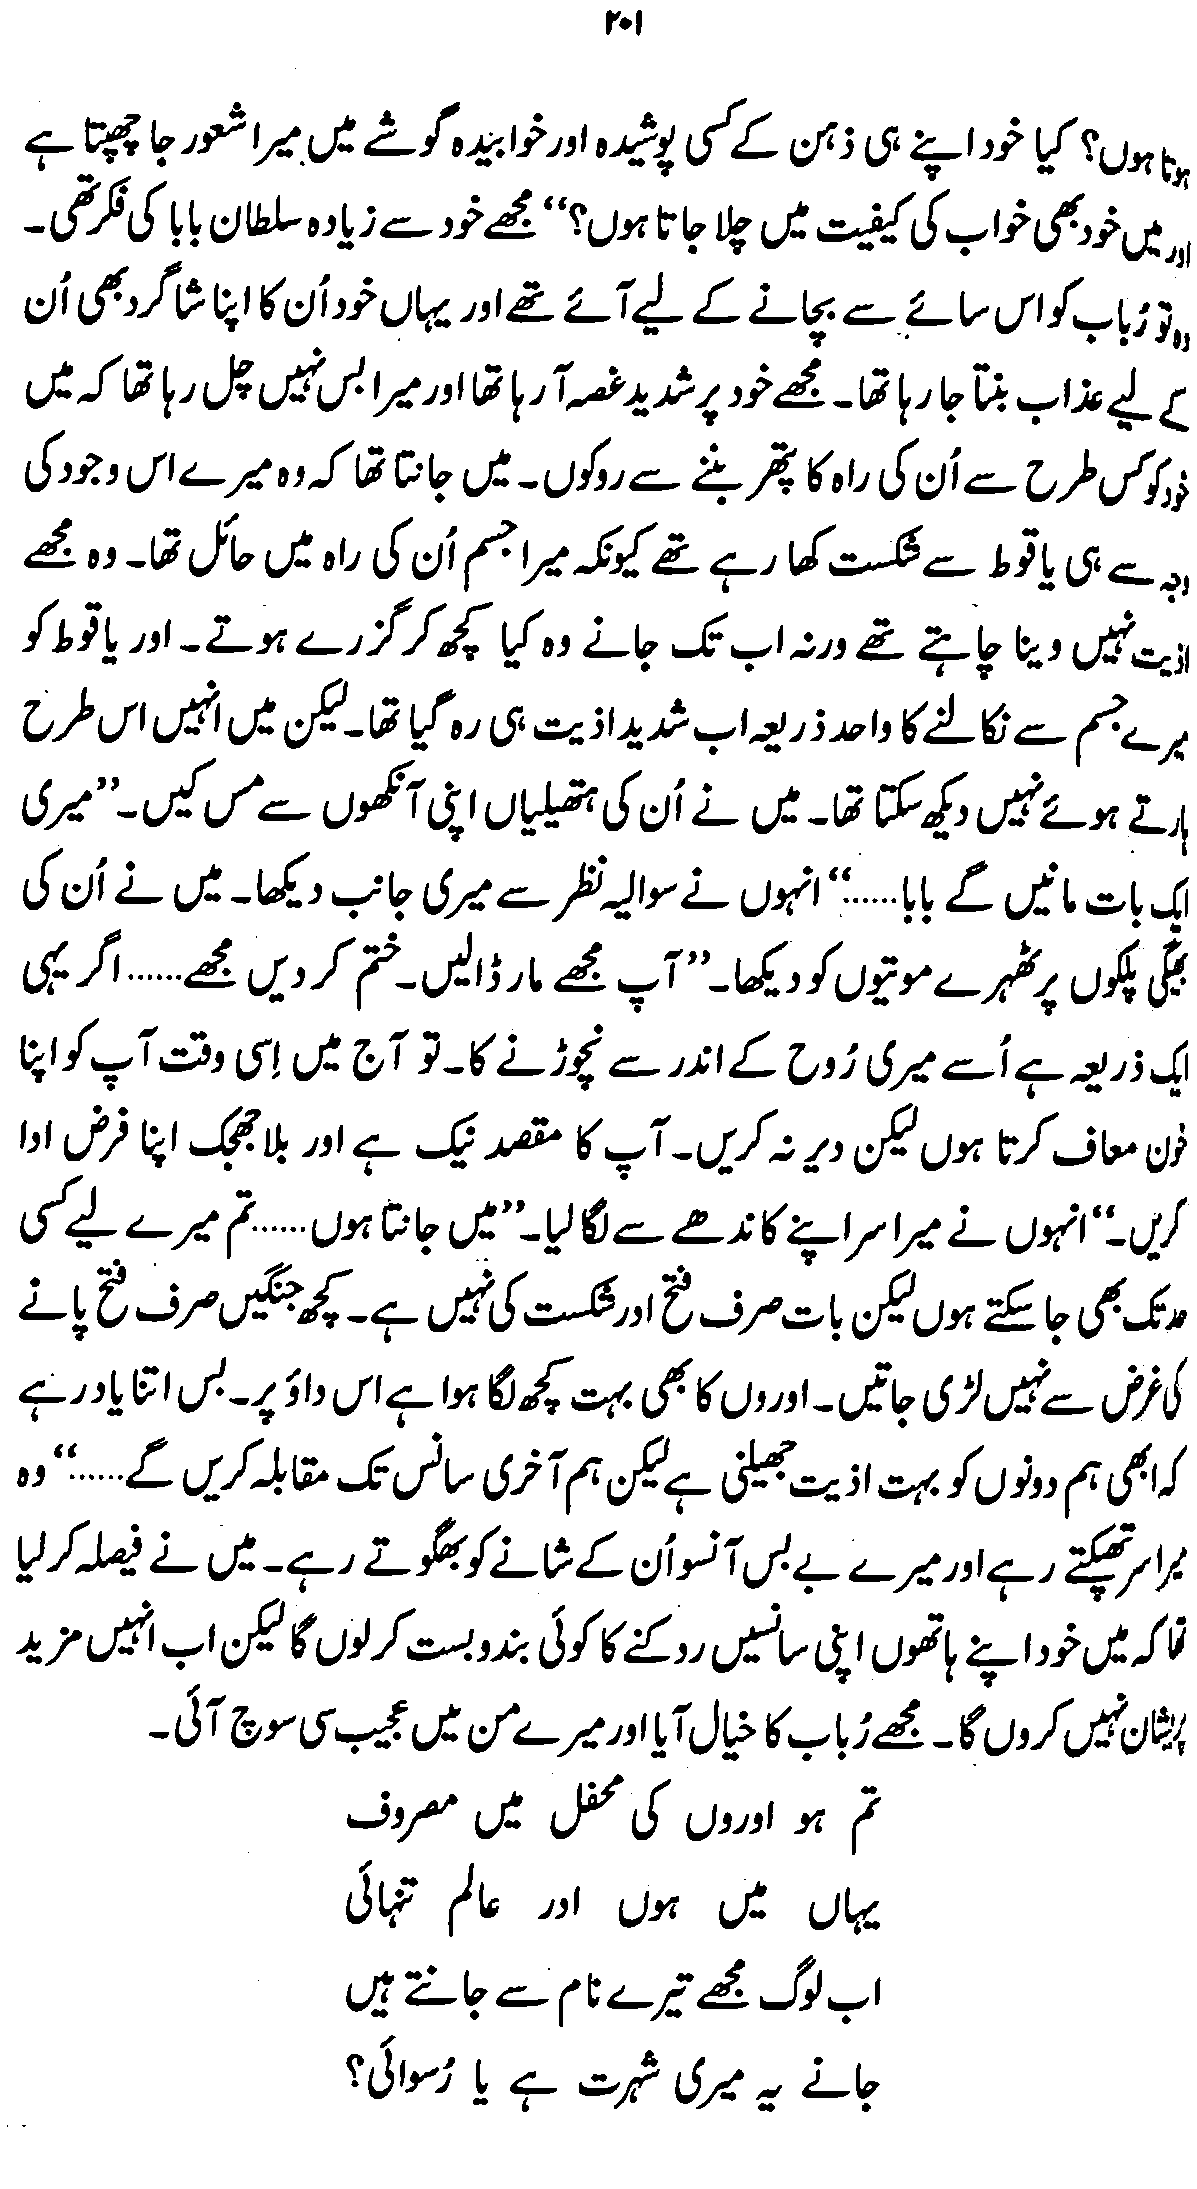 ۲۰۱
ہوتا ہوں؟ کیا خود اپنے ہی ذہن کے کسی پوشیدہ اور خوابیدہ گوشے میں میرا شعور جا چھپتا ہے
اور میں خود بھی خواب کی کیفیت میں چلا جاتا ہوں؟“ مجھے خود سے زیادہ سلطان بابا کی فکر تھی۔
وہ تو رُباب کو اس سائے سے بچانے کے لیے آئے تھے اور یہاں خود اُن کا اپنا شاگرد بھی اُن
کے لیے عذاب بنتا جا رہا تھا۔ مجھے خود پر شدید غصہ آ رہا تھا اور میرا بس نہیں چل رہا تھا کہ میں
خود کو کس طرح سے اُن کی راہ کا پتھر بننے سے روکوں۔ میں جانتا تھا کہ وہ میرے اس وجود کی
وجہ سے ہی یاقوط سے شکست کھا رہے تھے کیونکہ میرا جسم اُن کی راہ میں حائل تھا۔ وہ مجھے
اذیت نہیں دینا چاہتے تھے ورنہ اب تک جانے وہ کیا کچھ کر گزرے ہوتے۔ اور یاقوط کو
میرے جسم سے نکالنے کا واحد ذریعہ اب شدید اذیت ہی رہ گیا تھا۔ لیکن میں انہیں اس طرح
ہارتے ہوئے نہیں دیکھ سکتا تھا۔ میں نے اُن کی ہتھیلیاں اپنی آنکھوں سے مس کیں۔ ”میری
ایک بات مانیں گے بابا......“ انہوں نے سوالیہ نظر سے میری جانب دیکھا۔ میں نے اُن کی
بھیگی پلکوں پر ٹھہرے موتیوں کو دیکھا۔ ”آپ مجھے مار ڈالیں۔ ختم کر دیں مجھے...... اگر یہی
ایک ذریعہ ہے اُسے میری رُوح کے اندر سے نچوڑنے کا۔ تو آج میں اِسی وقت آپ کو اپنا
خون معاف کرتا ہوں لیکن دیر نہ کریں۔ آپ کا مقصد نیک ہے اور بلاجھجک اپنا فرض ادا
کریں۔“ انہوں نے میرا سر اپنے کاندھے سے لگا لیا۔ ”میں جانتا ہوں...... تم میرے لیے کسی
حد تک بھی جا سکتے ہوں لیکن بات صرف فتح اور شکست کی نہیں ہے۔ کچھ جنگیں صرف فتح پانے
کی غرض سے نہیں لڑی جاتیں۔ اوروں کا بھی بہت کچھ لگا ہوا ہے اس داؤ پر۔ بس اتنا یاد رہے
کہ ابھی ہم دونوں کو بہت اذیت جھیلنی ہے لیکن ہم آخری سانس تک مقابلہ کریں گے......“ وہ
میرا سر تھپکتے رہے اور میرے بے بس آنسو اُن کے شانے کو بھگوتے رہے۔ میں نے فیصلہ کر لیا
تھا کہ میں خود اپنے ہاتھوں اپنی سانسیں روکنے کا کوئی بندوبست کر لوں گا لیکن اب انہیں مزید
پریشان نہیں کروں گا۔ مجھے رُباب کا خیال آیا اور میرے من میں عجیب سی سوچ آئی۔
تم ہو اوروں کی محفل میں مصروف
یہاں میں ہوں اور عالم تنہائی
اب لوگ مجھے تیرے نام سے جانتے ہیں
جانے یہ میری شہرت ہے یا رُسوائی؟